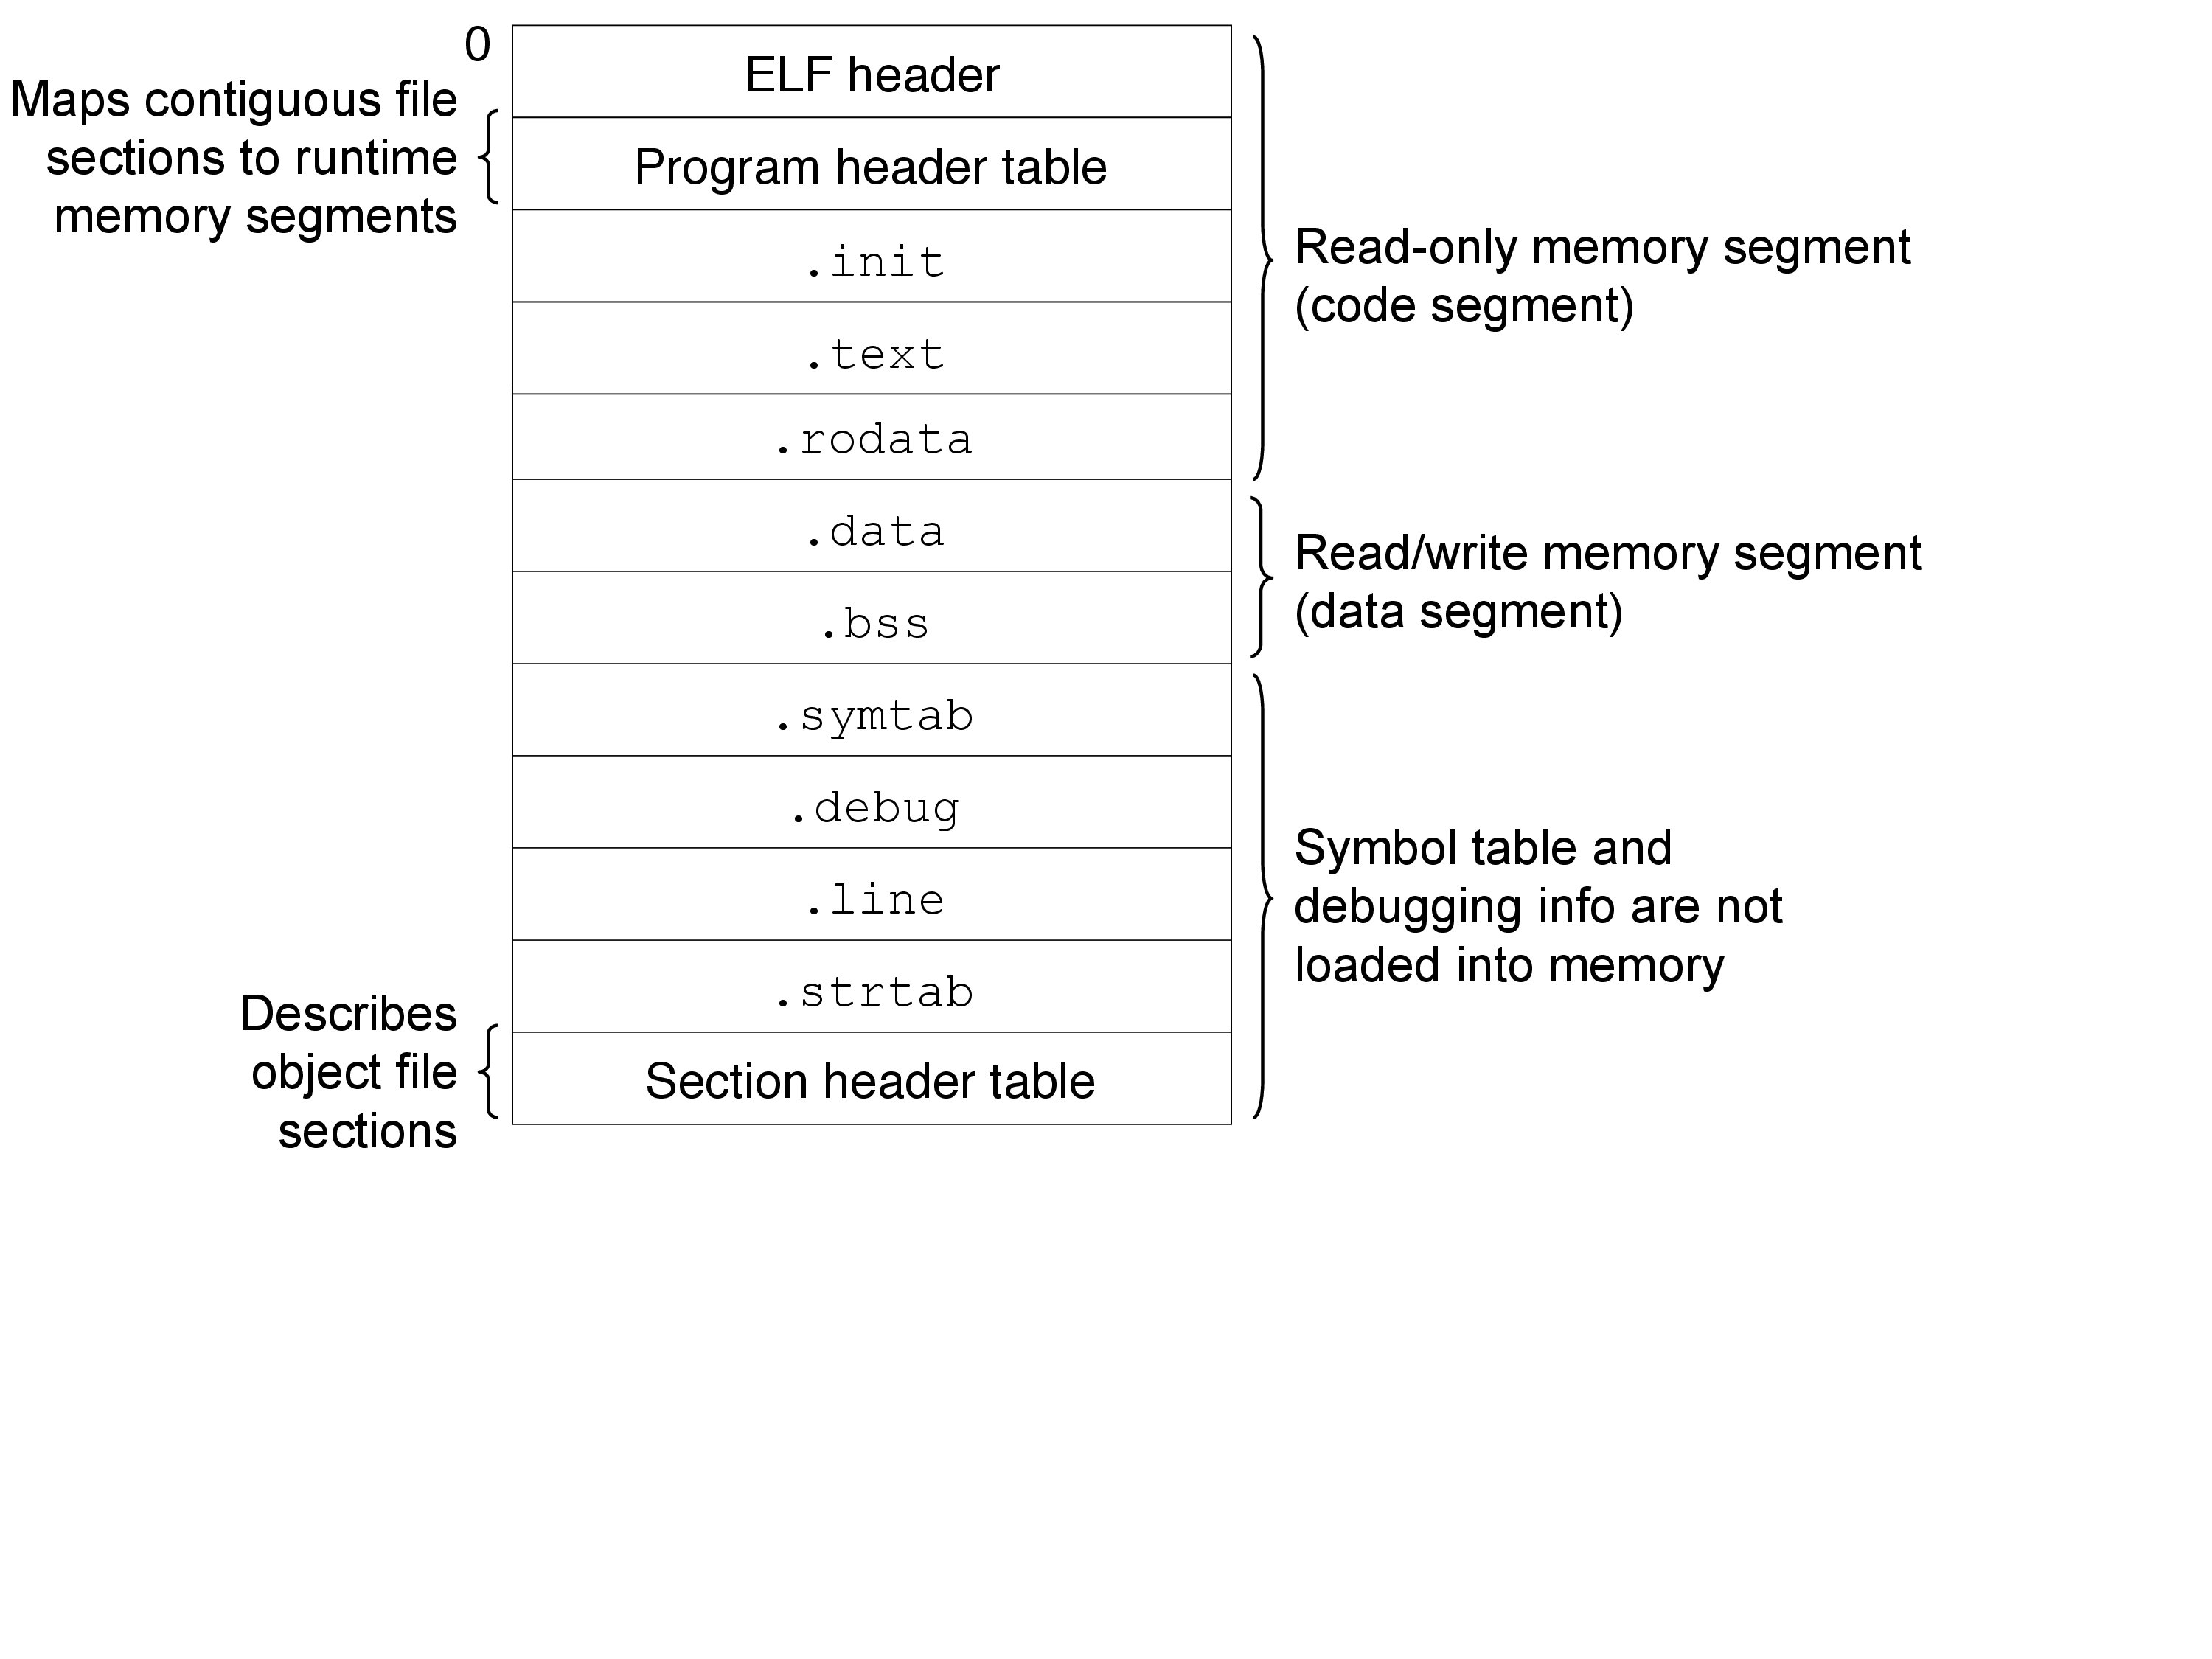 0
ELF header
Maps contiguous file
sections to runtime
memory segments
Program header table
.init
.text
.rodata
Read-only memory segment
(code segment)
.data
.bss
Read/write memory segment
(data segment)
.symtab
.debug
.line
.strtab
Symbol table and
debugging info are not
loaded into memory
Describes
object file
sections
Section header table